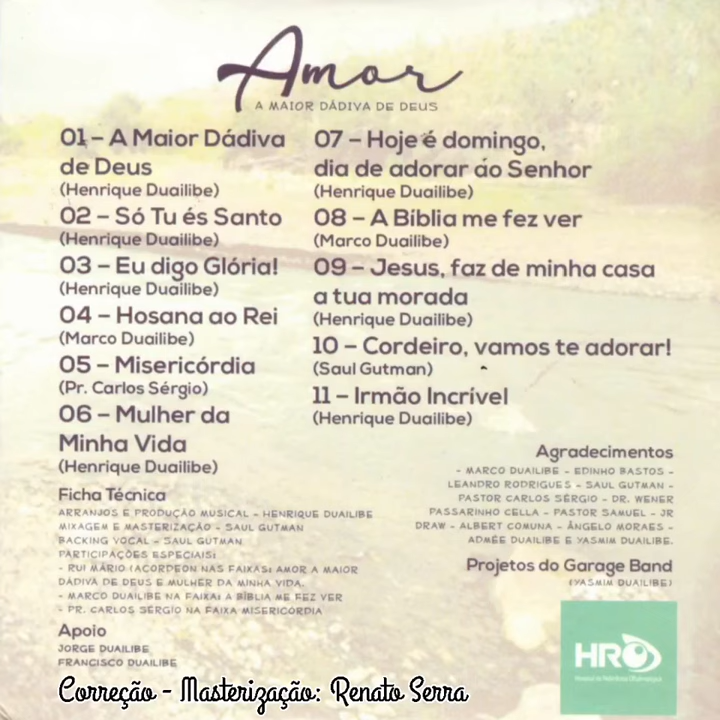 Amor
A MAIOR DÁDIVA DE DEUS
01 – A Maior Dádiva
de Deus
(Henrique Duailibe)
02 – Só Tu és Santo
(Henrique Duailibe)
03 – Eu digo Glória!
(Henrique Duailibe)
04 – Hosana ao Rei
(Marco Duailibe)
05 – Misericórdia
(Pr. Carlos Sérgio)
06 – Mulher da
Minha Vida
(Henrique Duailibe)
07 – Hoje é domingo,
dia de adorar ao Senhor
(Henrique Duailibe)
08 – A Bíblia me fez ver
(Marco Duailibe)
09 – Jesus, faz de minha casa
a tua morada
(Henrique Duailibe)
10 – Cordeiro, vamos te adorar!
(Saul Gutman)
11 – Irmão Incrível
(Henrique Duailibe)
Ficha Técnica
ARRANJOS E PRODUÇÃO MUSICAL - HENRIQUE DUAILIBE
MIXAGEM E MASTERIZAÇÃO - SAUL GUTMAN
BACKING VOCAL - SAUL GUTMAN
PARTICIPAÇÕES ESPECIAIS:
- RUI MÁRIO (ACORDEON NAS FAIXAS: AMOR A MAIOR
DÁDIVA DE DEUS E MULHER DA MINHA VIDA.
- MARCO DUAILIBE NA FAIXA: A BÍBLIA ME FEZ VER
- PR. CARLOS SÉRGIO NA FAIXA MISERICÓRDIA
Apoio
JORGE DUAILIBE
FRANCISCO DUAILIBE
Agradecimentos
- MARCO DUAILIBE - EDINHO BASTOS -
LEANDRO RODRIGUES - SAUL GUTMAN -
PASTOR CARLOS SÉRGIO - DR. WENER
PASSARINHO CELLA - PASTOR SAMUEL - JR
DRAW - ALBERT COMUNA - ÂNGELO MORAES -
ADMÉE DUAILIBE E YASMIM DUAILIBE.
Projetos do Garage Band
(YASMIM DUAILIBE)
HRO
Correção - Masterização: Renato Serra